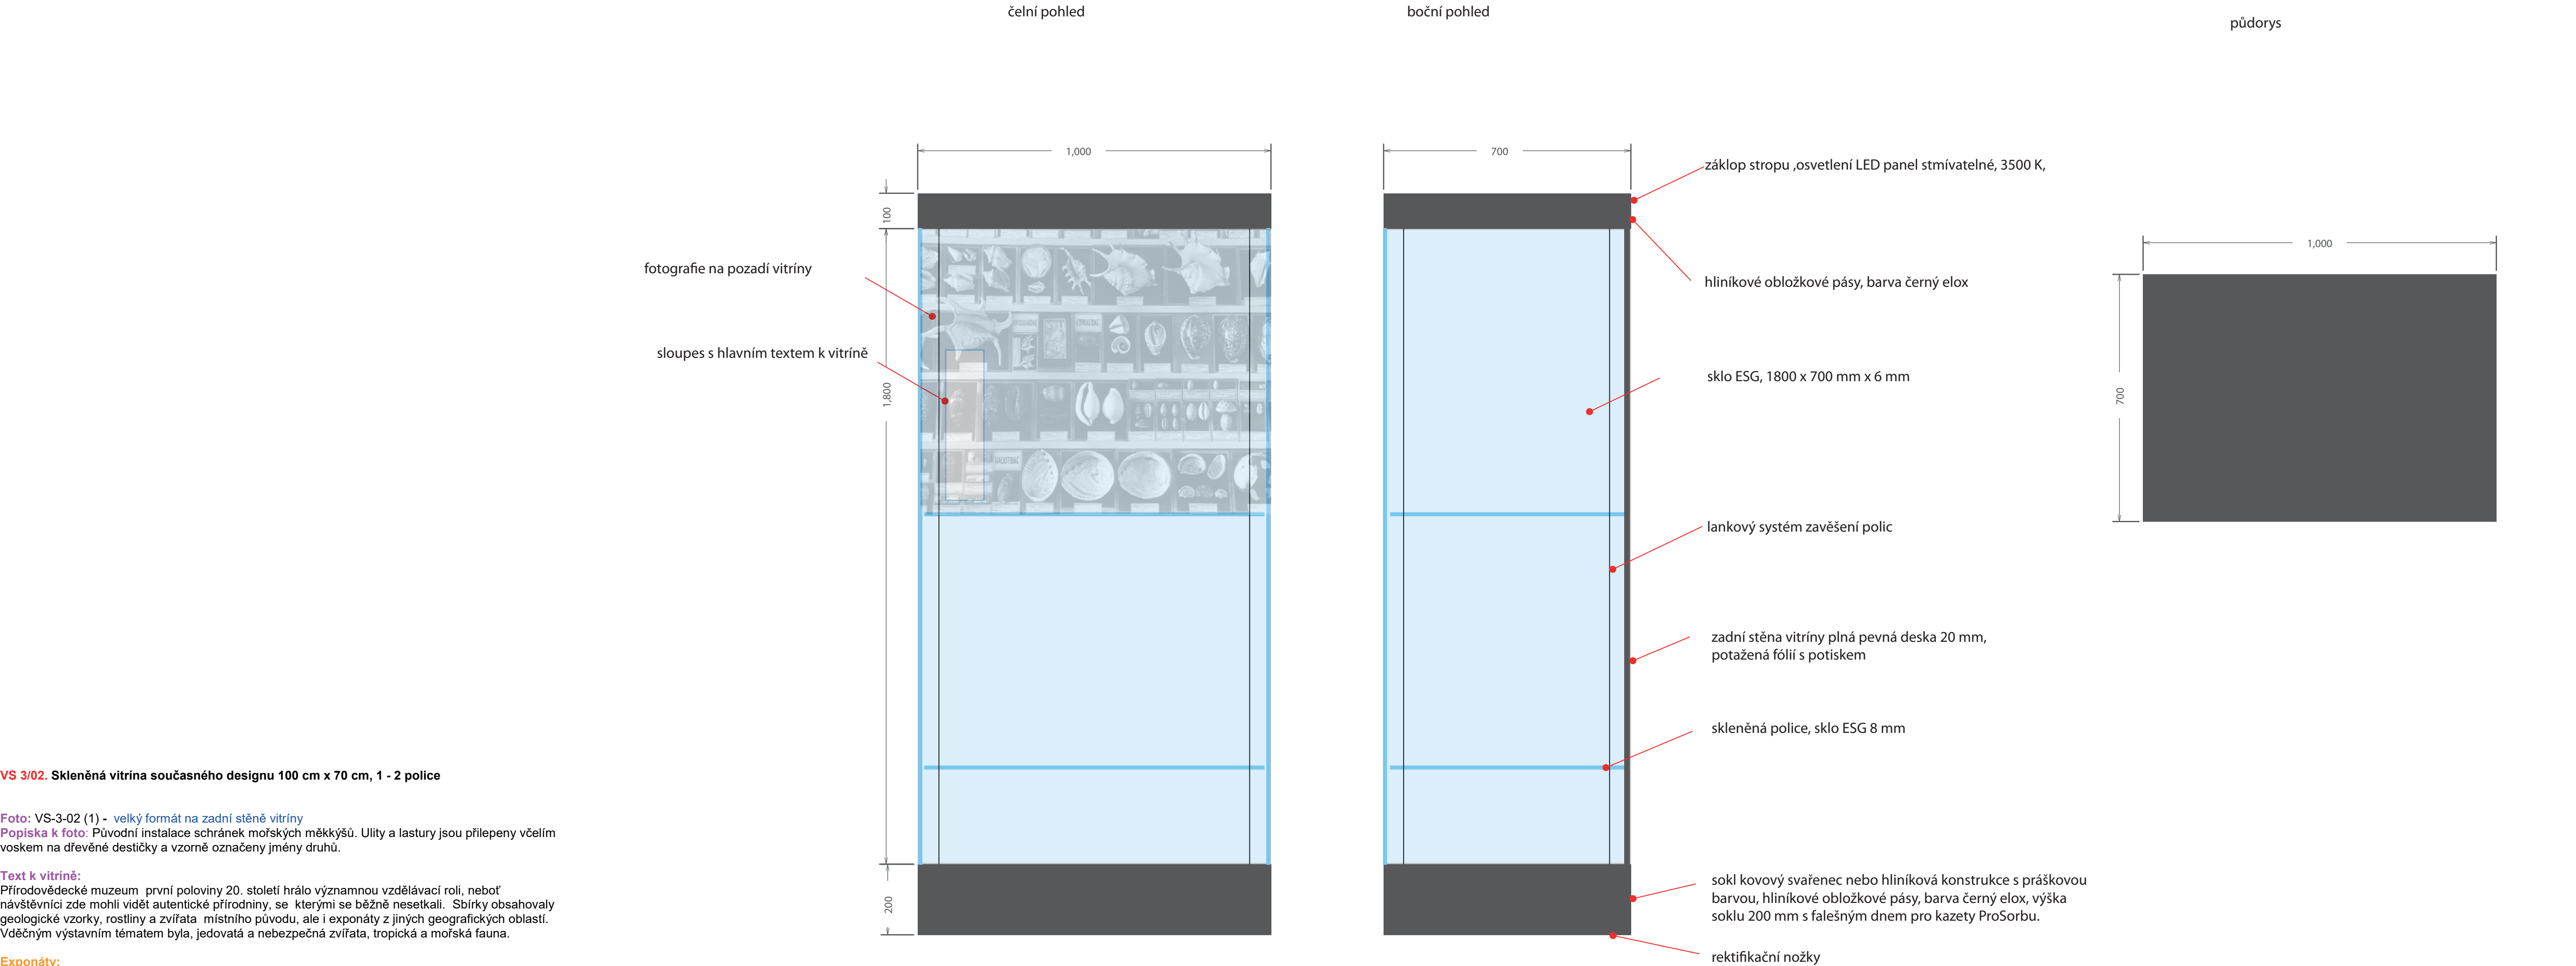 čelní pohled
boční pohled
půdorys
1,000
700
základ stropu ,osvetlení LED panel stmívatelné, 3500 K,
100
1,000
fotografie na pozadí vitríny
hliníkové obložkové pásy, barva černý elox
sloupes s hlavním textem k vitríně
sklo ESG, 1800 x 700 mm x 6 mm
1,800
700
HALIOTIDAE
lankový systém zavěšení polic
zadní stěna vitríny plná pevná deska 20 mm,
potažená fólií s potiskem
skleněná police, sklo ESG 8 mm
VS 3/02. Skleněná vitrína současného designu 100 cm x 70 cm, 1 - 2 police
Foto: VS-3-02 (1) - velký formát na zadní stěně vitríny
Popiska k foto: Původní instalace schránek mořských měkkýšů. Ulity a lastury jsou přilepeny včelím
voskem na dřevěné destičky a vzorně označeny jmény druhů.
Text k vitríně:
Přírodovědecké muzeum první poloviny 20. století hrálo významnou vzdělávací roli, neboť
návštěvníci zde mohli vidět autentické přírodniny, se kterými se běžně nesetkali. Sbírky obsahovaly
geologické vzorky, rostliny a zvířata místního původu, ale i exponáty z jiných geografických oblastí.
Vděčným výstavním tématem byla, jedovatá a nebezpečná zvířata, tropická a mořská fauna.
Exponáty:
200
sokl kovový svařenec nebo hliníková konstrukce s práškovou
barvou, hliníkové obložkové pásy, barva černý elox, výška
soklu 200 mm s falešným dnem pro kazety ProSorbu.
rektifikační nožky